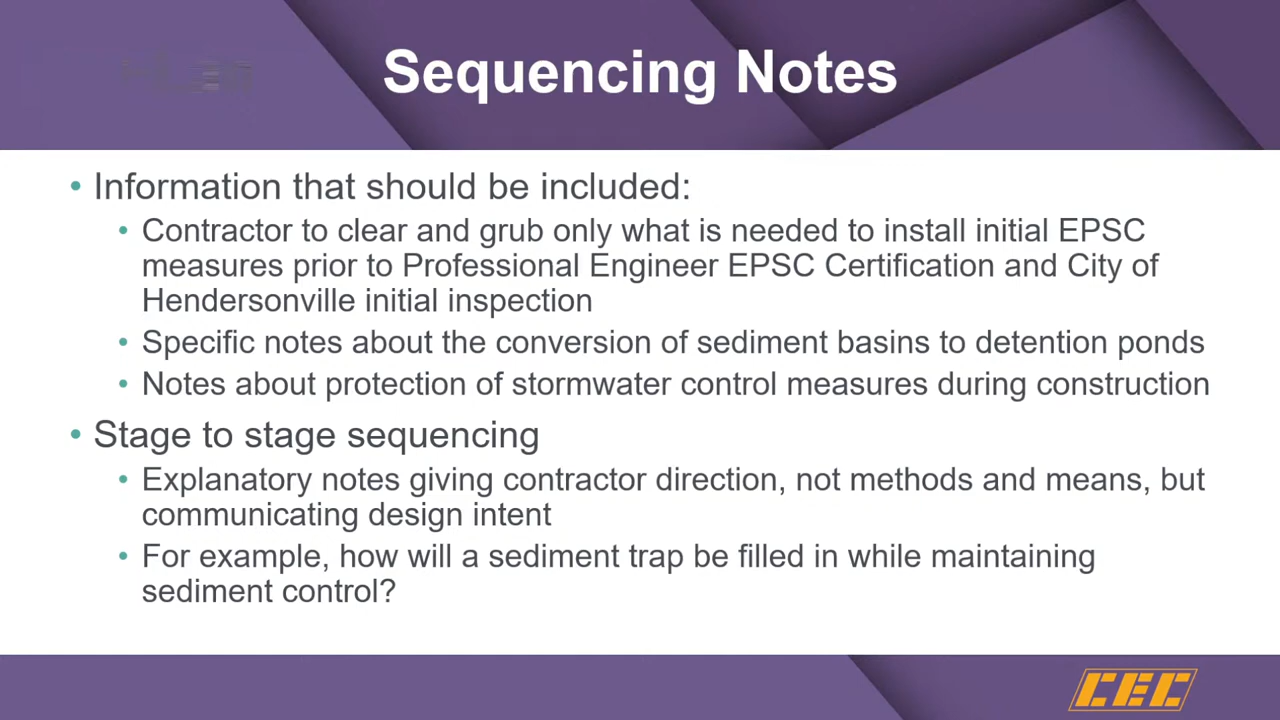 Sequencing Notes
• Information that should be included:
• Contractor to clear and grub only what is needed to install initial EPSC
measures prior to Professional Engineer EPSC Certification and City of
Hendersonville initial inspection
• Specific notes about the conversion of sediment basins to detention ponds
• Notes about protection of stormwater control measures during construction
• Stage to stage sequencing
• Explanatory notes giving contractor direction, not methods and means, but
communicating design intent
• For example, how will a sediment trap be filled in while maintaining
sediment control?
CEC